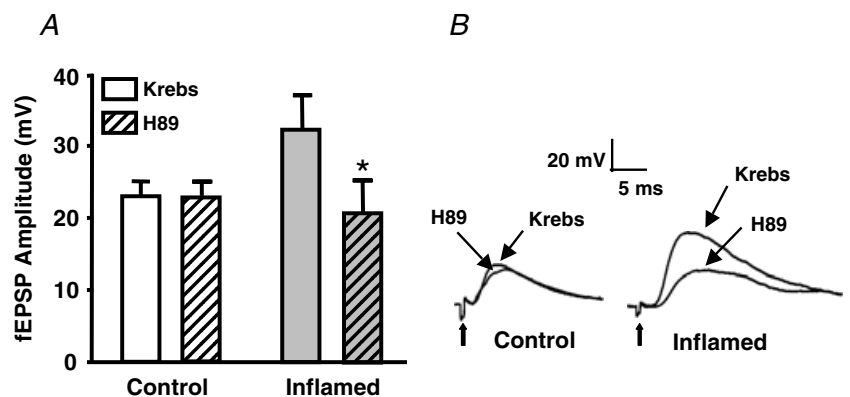 A
fEPSP Amplitude (mV)
40
30
20
10
0
Krebs
H89
*
Control
Inflamed
B
20 mV
5 ms
H89
Krebs
Control
Krebs
H89
Inflamed